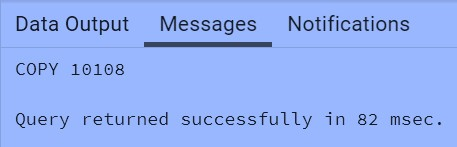 Data Output Messages Notifications
COPY 10108
Query returned successfully in 82 msec.